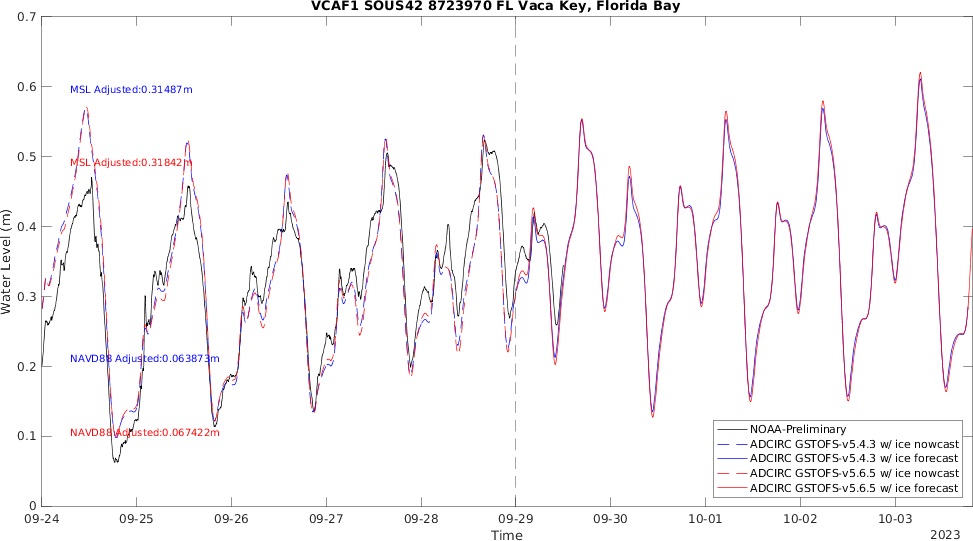 VCAF1 SOUS42 8723970 FL Vaca Key, Florida Bay
0.7
0.6
0.5
0.4
0.3
0.2
0.1
0
Water Level (m)
MSL Adjusted:0.31487m
MSL Adjusted:0.31842m
NAVD88 Adjusted:0.063873m
NAVD88 Adjusted:0.067422m
NOAA-Preliminary
ADCIRC GSTOFS-v5.4.3 w/ ice nowcast
ADCIRC GSTOFS-v5.4.3 w/ ice forecast
ADCIRC GSTOFS-v5.6.5 w/ ice nowcast
ADCIRC GSTOFS-v5.6.5 w/ ice forecast
09-24 09-25 09-26 09-27 09-28 09-29 09-30 10-01 10-02 10-03
Time
2023